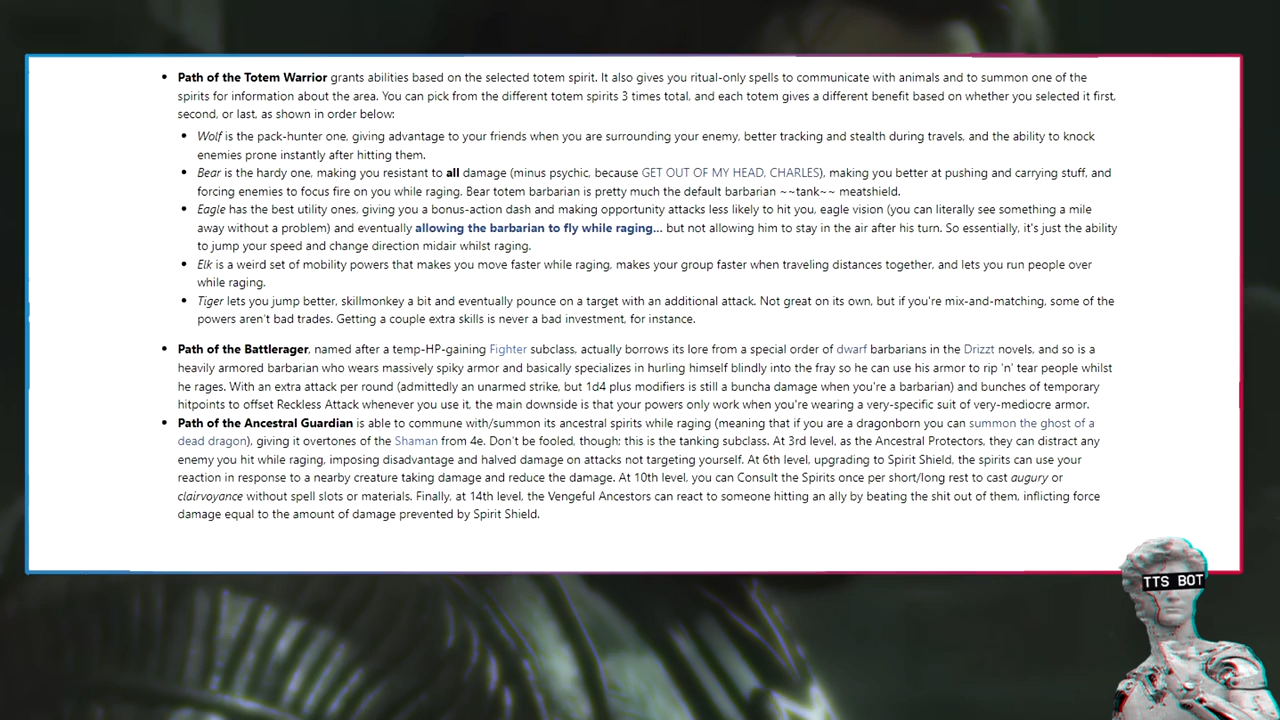 Path of the Totem Warrior grants abilities based on the selected totem spirit. It also gives you ritual-only spells to communicate with animals and to summon one of the
spirits for information about the area. You can pick from the different totem spirits 3 times total, and each totem gives a different benefit based on whether you selected it first,
second, or last, as shown in order below:
Wolf is the pack-hunter one, giving advantage to your friends when you are surrounding your enemy, better tracking and stealth during travels, and the ability to knock
enemies prone instantly after hitting them.
Bear is the hardy one, making you resistant to all damage (minus psychic, because GET OUT OF MY HEAD, CHARLES), making you better at pushing and carrying stuff, and
forcing enemies to focus fire on you while raging. Bear totem barbarian is pretty much the default barbarian ~~tank~~ meatshield.
Eagle has the best utility ones, giving you a bonus-action dash and making opportunity attacks less likely to hit you, eagle vision (you can literally see something a mile
away without a problem) and eventually allowing the barbarian to fly while raging... but not allowing him to stay in the air after his turn. So essentially, it's just the ability
to jump your speed and change direction midair whilst raging.
Elk is a weird set of mobility powers that makes you move faster while raging, makes your group faster when traveling distances together, and lets you run people over
while raging.
Tiger lets you jump better, skillmonkey a bit and eventually pounce on a target with an additional attack. Not great on its own, but if you're mix-and-matching, some of the
powers aren't bad trades. Getting a couple extra skills is never a bad investment, for instance.
Path of the Battlerager, named after a temp-HP-gaining Fighter subclass, actually borrows its lore from a special order of dwarf barbarians in the Drizzt novels, and so is a
heavily armored barbarian who wears massively spiky armor and basically specializes in hurling himself blindly into the fray so he can use his armor to rip 'n' tear people whilst
he rages. With an extra attack per round (admittedly an unarmed strike, but 1d4 plus modifiers is still a buncha damage when you're a barbarian) and bunches of temporary
hitpoints to offset Reckless Attack whenever you use it, the main downside is that your powers only work when you're wearing a very-specific suit of very-mediocre armor.
Path of the Ancestral Guardian is able to commune with/summon its ancestral spirits while raging (meaning that if you are a dragonborn you can summon the ghost of a
dead dragon), giving it overtones of the Shaman from 4e. Don't be fooled, though: this is the tanking subclass. At 3rd level, as the Ancestral Protectors, they can distract any
enemy you hit while raging, imposing disadvantage and halved damage on attacks not targeting yourself. At 6th level, upgrading to Spirit Shield, the spirits can use your
reaction in response to a nearby creature taking damage and reduce the damage. At 10th level, you can Consult the Spirits once per short/long rest to cast augury or
clairvoyance without spell slots or materials. Finally, at 14th level, the Vengeful Ancestors can react to someone hitting an ally by beating the shit out of them, inflicting force
damage equal to the amount of damage prevented by Spirit Shield.
TTS BOT